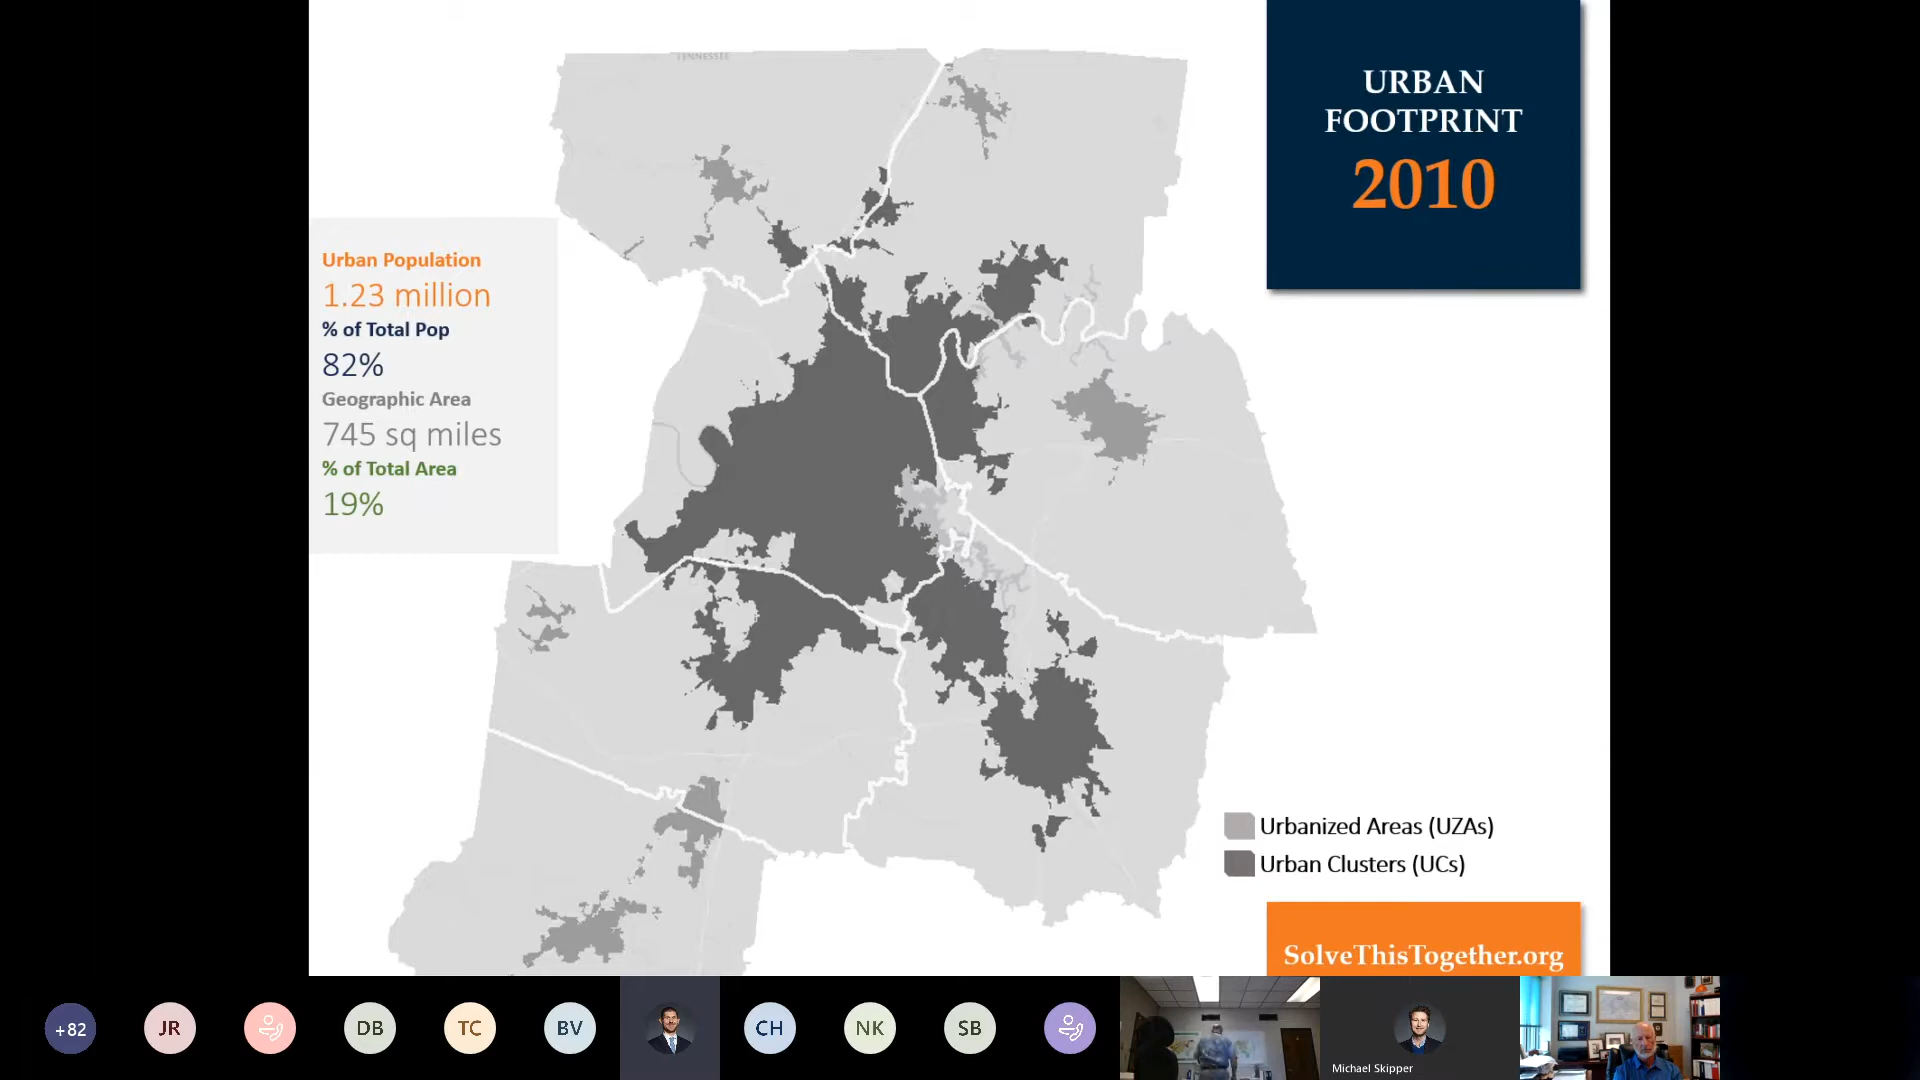 TENNESSEE
URBAN
FOOTPRINT
2010
Urban Population
1.23 million
% of Total Pop
82%
Geographic Area
745 sq miles
% of Total Area
19%
Urbanized Areas (UZAs)
Urban Clusters (UCs)
SolveThisTogether.org
+82
JR
DB
TC
BV
CH
NK
SB
Michael Skipper